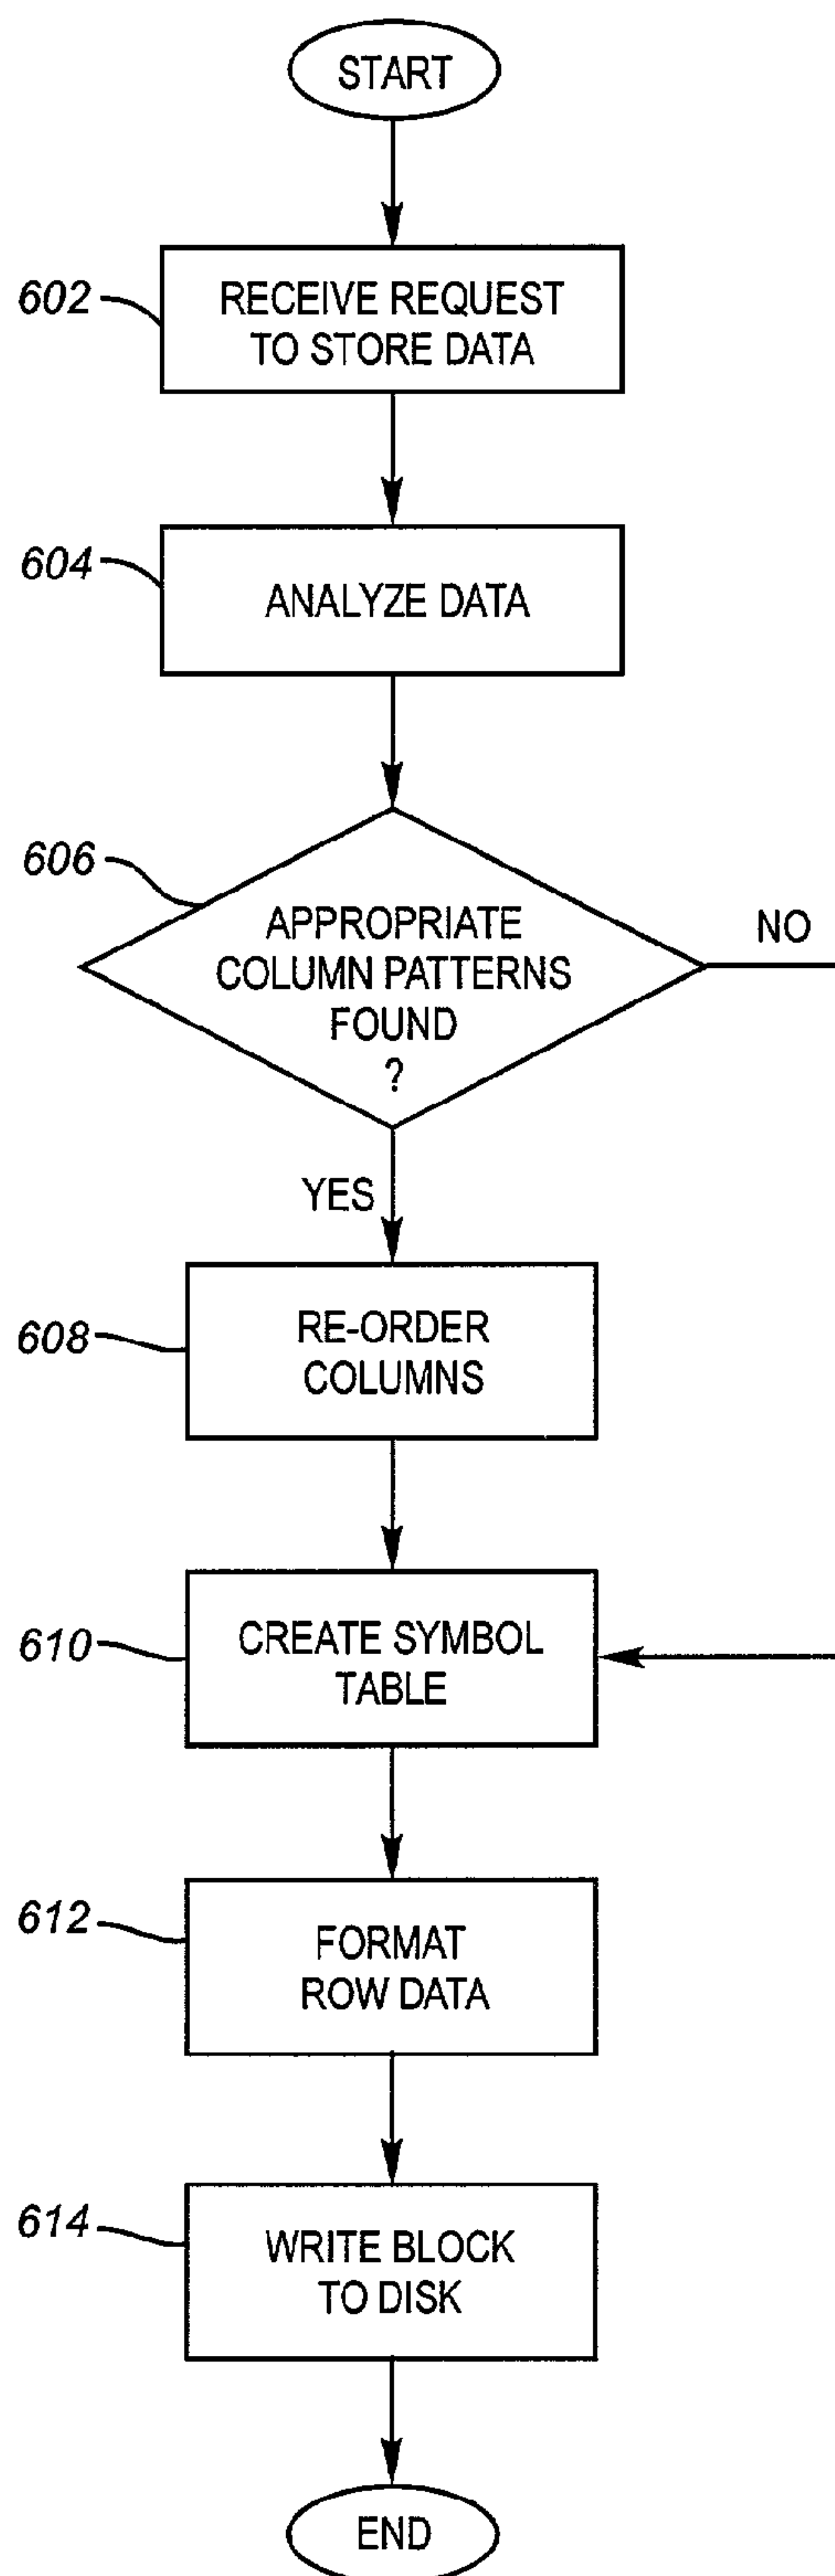 START
602
RECEIVE REQUEST
TO STORE DATA
604
ANALYZE DATA
606
APPROPRIATE
COLUMN PATTERNS
FOUND
?
NO
YES
608
RE-ORDER
COLUMNS
610
CREATE SYMBOL
TABLE
612
FORMAT
ROW DATA
614
WRITE BLOCK
TO DISK
END